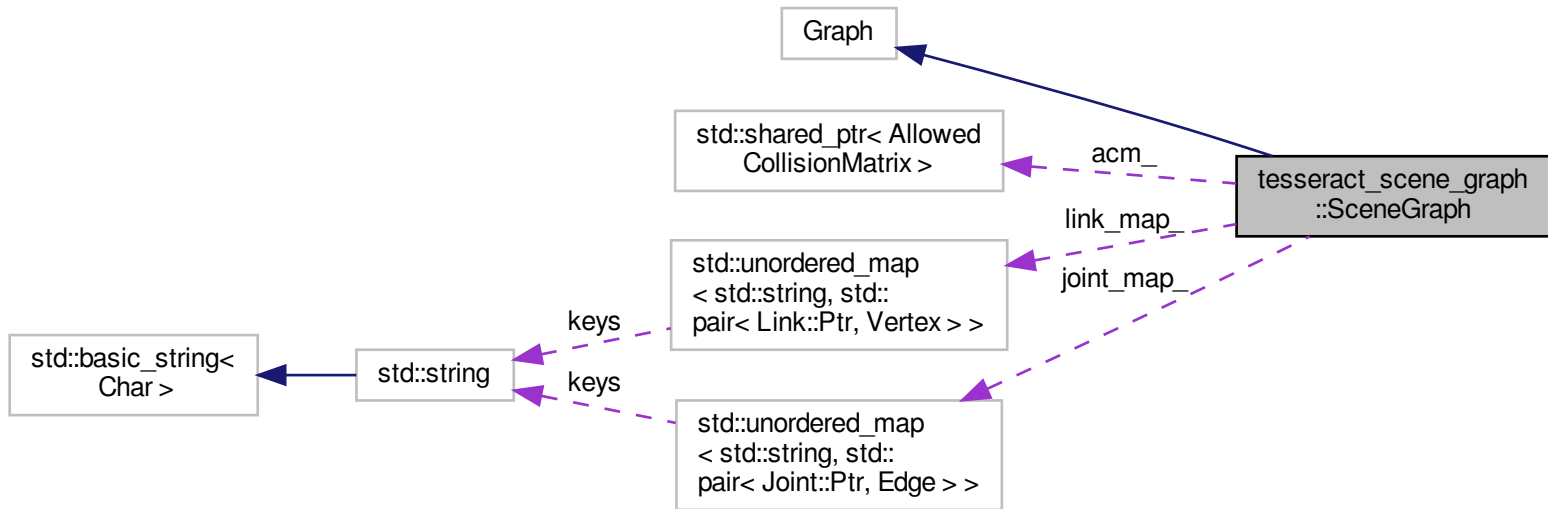 Graph
std::shared_ptr< Allowed
CollisionMatrix >
acm_
tesseract_scene_graph
::SceneGraph
link_map_
std::unordered_map
< std::string, std::
pair< Link::Ptr, Vertex > >
joint_map_
keys
std::basic_string<
Char >
std::string
keys
std::unordered_map
< std::string, std::
pair< Joint::Ptr, Edge > >